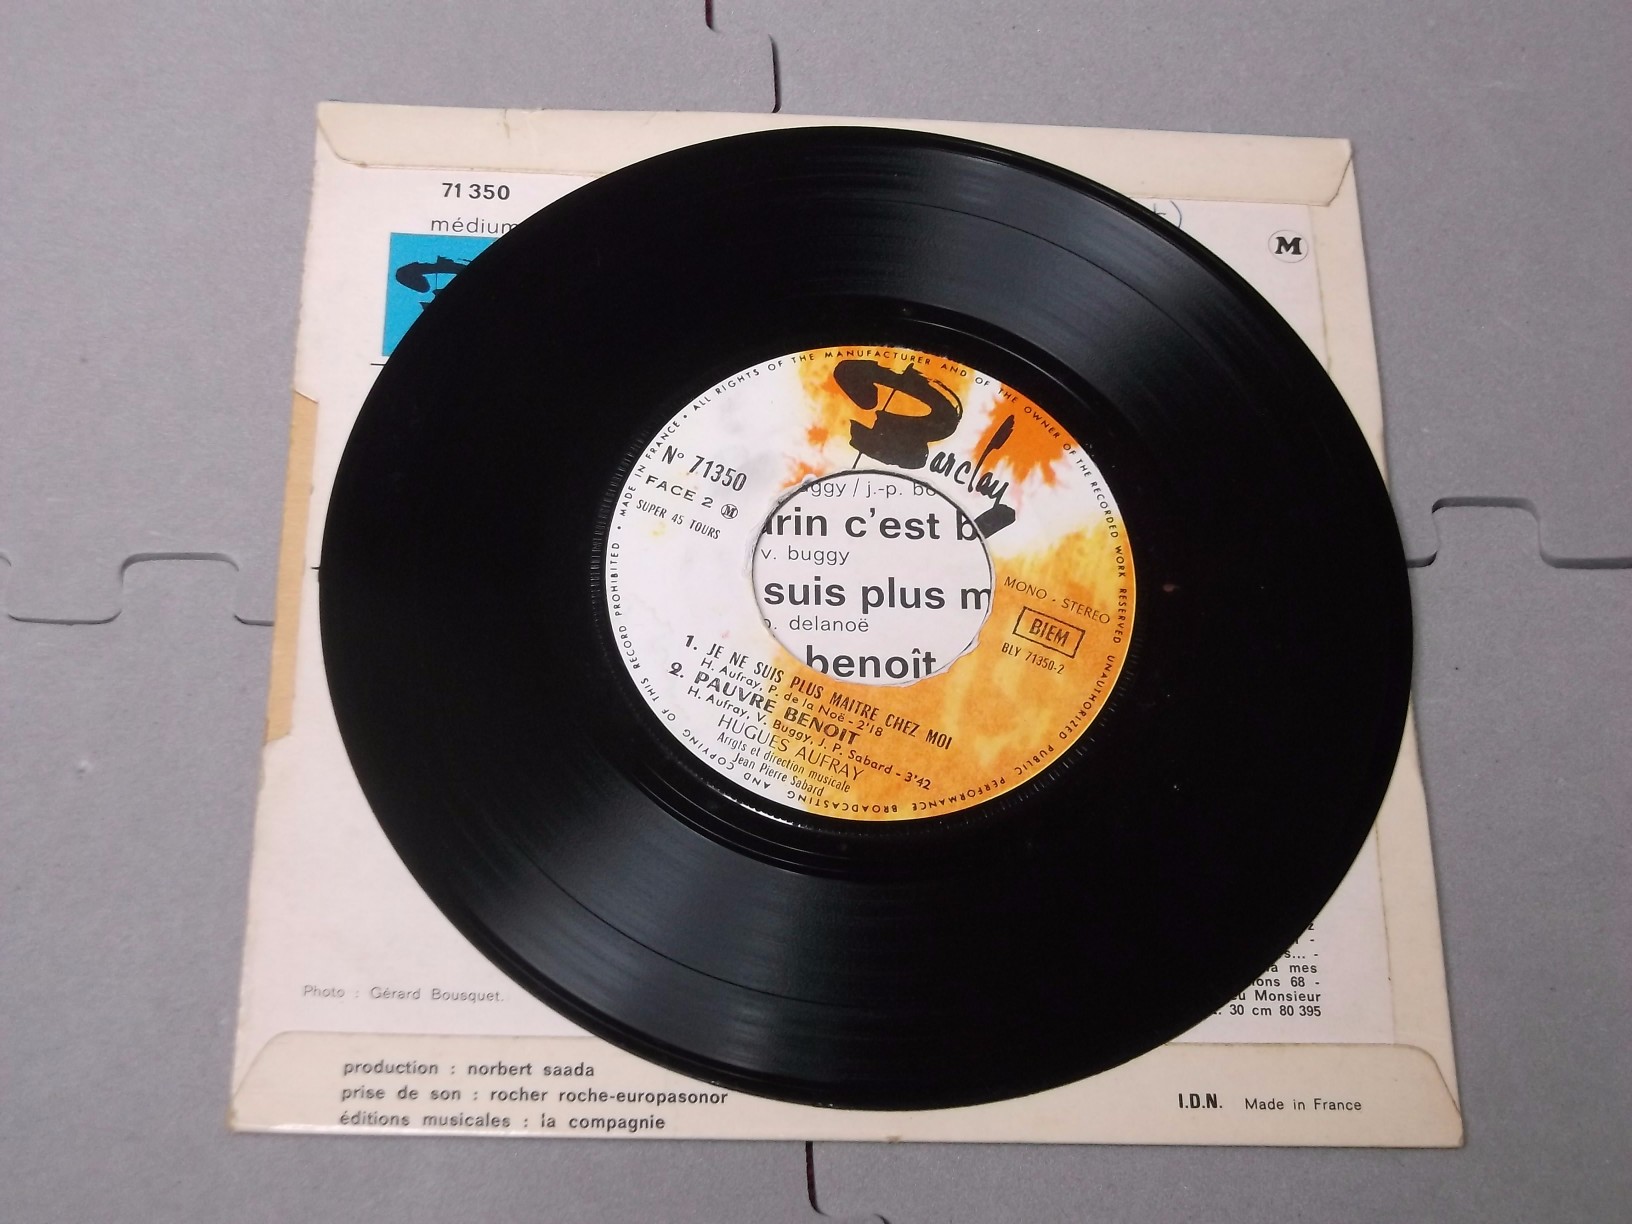 71 350
médium
M
Barclay
MADE IN FRANCE • ALL RIGHTS OF THE MANUFACTURER AND OF THE OWNER OF THE RECORDED WORK RESERVED UNAUTHORIZED PUBLIC PERFORMANCE BROADCASTING AND COPYING OF THIS RECORD PROHIBITED •
N° 71350
FACE 2 M
SUPER 45 TOURS
MONO - STEREO
BIEM
BLY 71350-2
1. JE NE SUIS PLUS MAITRE CHEZ MOI
H. Aufray, P. de la Noë - 2'18
2. PAUVRE BENOIT
H. Aufray, V. Buggy, J. P. Sabard - 3'42
HUGUES AUFRAY
Arrgts et direction musicale
Jean Pierre Sabard
/ j.-p.
c'est
v. buggy
suis plus
delanoë
benoît
... -
mes
68 -
Monsieur
30 cm 80 395
Photo : Gérard Bousquet.
production : norbert saada
prise de son : rocher roche-europasonor
éditions musicales : la compagnie
I.D.N. Made in France